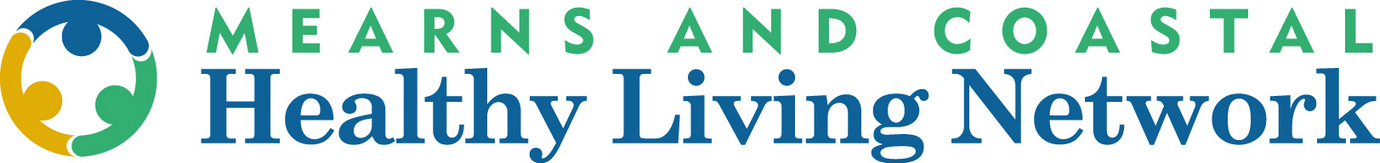 MEARNS AND COASTAL
Healthy Living Network